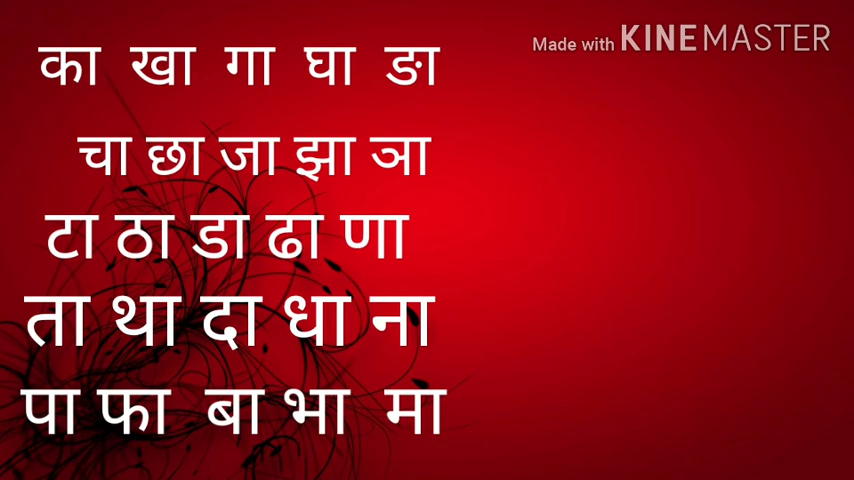 का खा गा घा ङा
Made with KINEMASTER
चा छा जा झा ञा
टा ठा डा ढा णा
ता था दा धा ना
पा फा बा भा मा